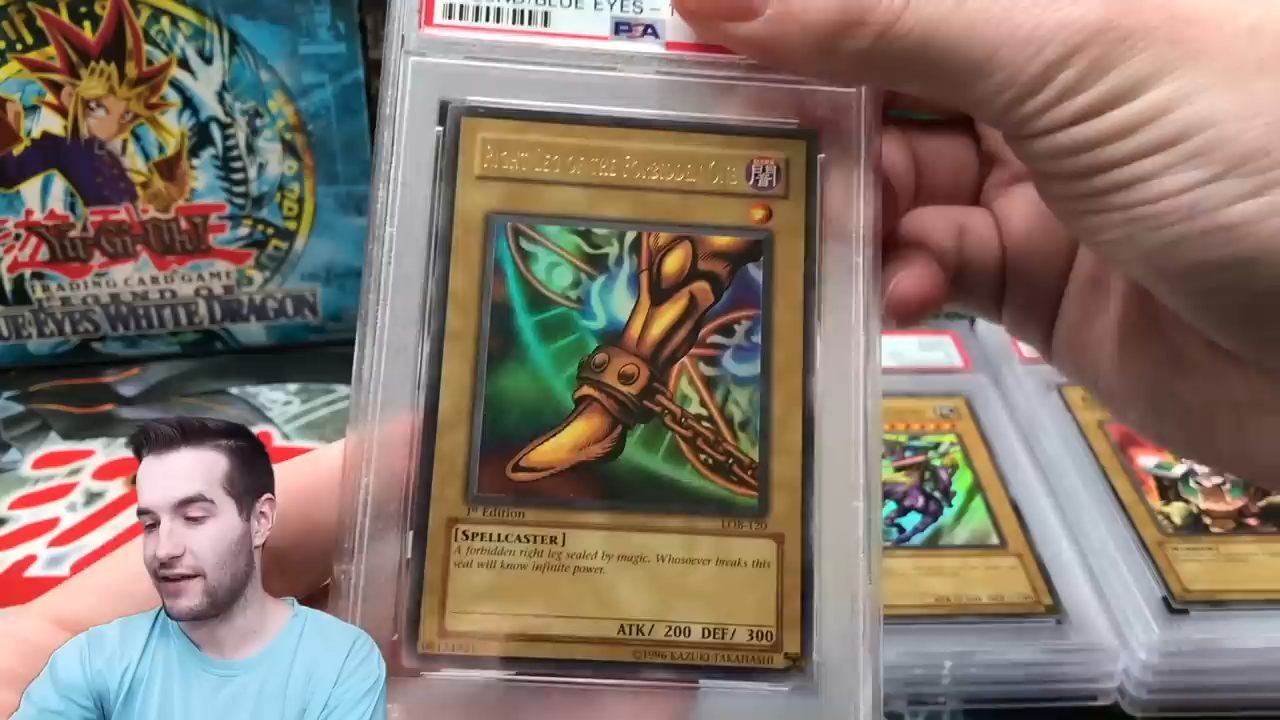 BLUE EYES - 
PSA
Yu-Gi-Oh!
TRADING CARD GAME
LEGEND OF
BLUE EYES WHITE DRAGON
RIGHT LEG OF THE FORBIDDEN ONE
闇
1st Edition
LOB-120
[SPELLCASTER]
A forbidden right leg sealed by magic. Whosoever breaks this
seal will know infinite power.
ATK/ 200 DEF/ 300
©1996 KAZUKI TAKAHASHI